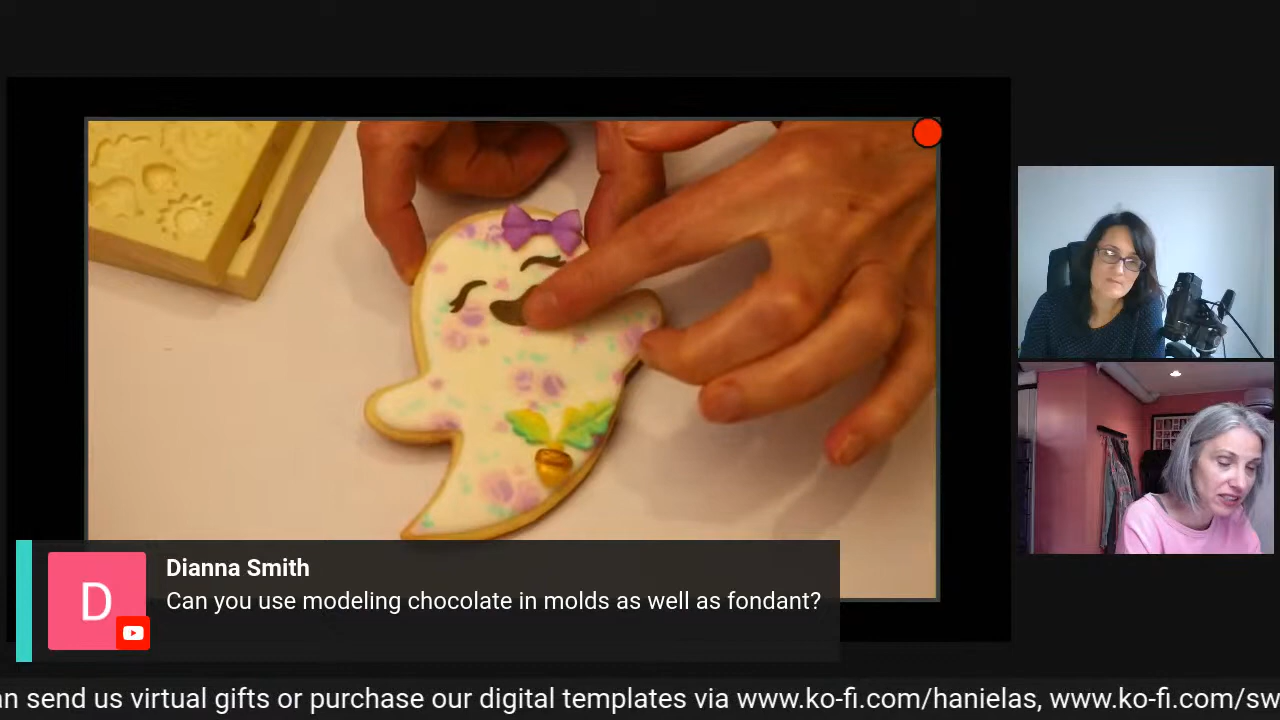 Dianna Smith
D
Can you use modeling chocolate in molds as well as fondant?
an send us virtual gifts or purchase our digital templates via www.ko-fi.com/hanielas, www.ko-fi.com/sw